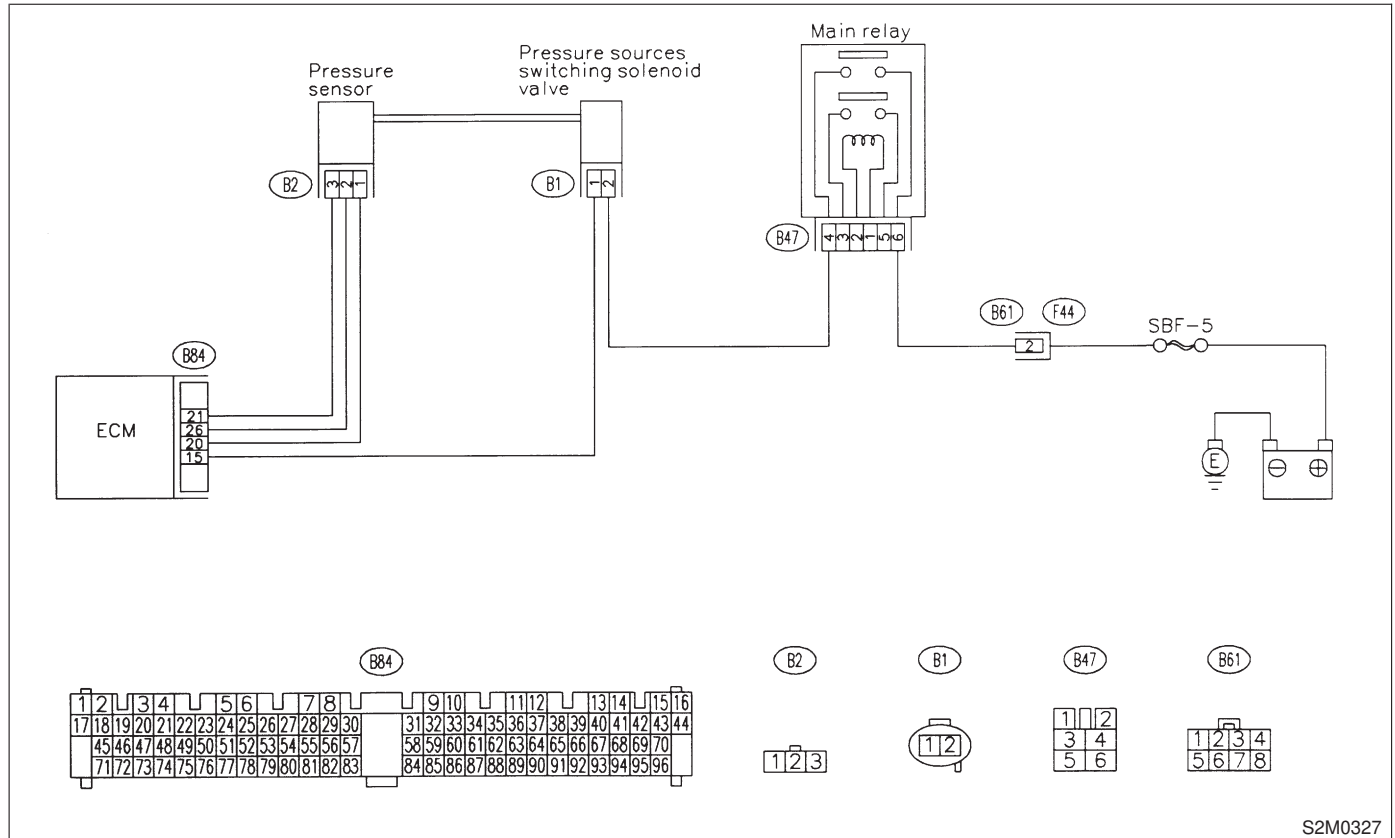 Main relay
Pressure sources
switching solenoid
valve
Pressure
sensor
B2
3 2 1
B1
1 2
B47
4 3 2 1 5 6
B61 F44
2
SBF-5
B84
ECM
21
26
20
15
E
⊖ ⊕
B84
1 2 3 4 5 6 7 8 9 10 11 12 13 14 15 16
17 18 19 20 21 22 23 24 25 26 27 28 29 30 31 32 33 34 35 36 37 38 39 40 41 42 43 44
45 46 47 48 49 50 51 52 53 54 55 56 57 58 59 60 61 62 63 64 65 66 67 68 69 70
71 72 73 74 75 76 77 78 79 80 81 82 83 84 85 86 87 88 89 90 91 92 93 94 95 96
B2
1 2 3
B1
1 2
B47
1 2
3 4
5 6
B61
1 2 3 4
5 6 7 8
S2M0327